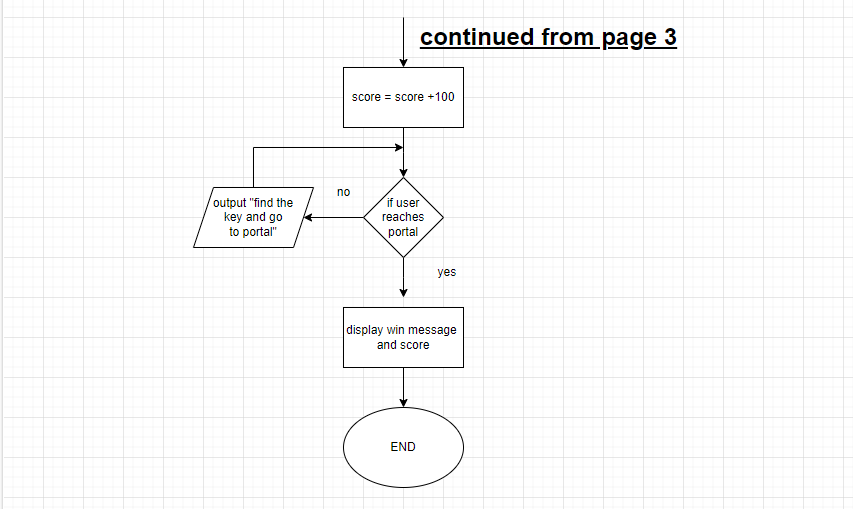 continued from page 3
score = score +100
no
output "find the
key and go
to portal"
if user
reaches
portal
yes
display win message
and score
END